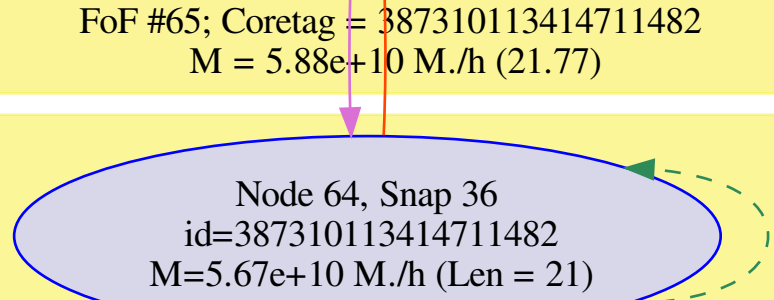 FoF #65; Coretag = 387310113414711482
M = 5.88e+10 M./h (21.77)
Node 64, Snap 36
id=387310113414711482
M=5.67e+10 M./h (Len = 21)